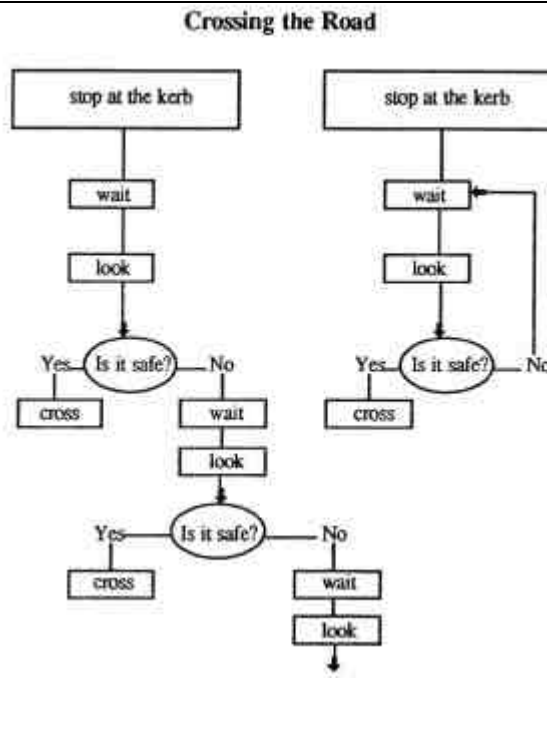 Crossing the Road
stop at the kerb
wait
look
Is it safe?
Yes
No
cross
wait
look
Is it safe?
Yes
No
cross
wait
look
stop at the kerb
wait
look
Is it safe?
Yes
No
cross